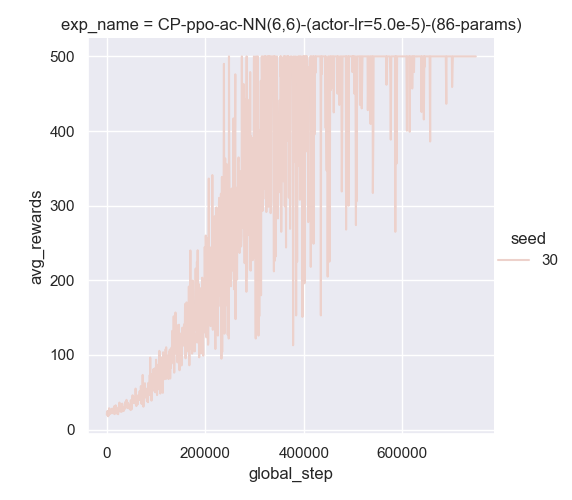 exp_name = CP-ppo-ac-NN(6,6)-(actor-lr=5.0e-5)-(86-params)
500
400
300
200
100
0
avg_rewards
0 200000 400000 600000
global_step
seed
30